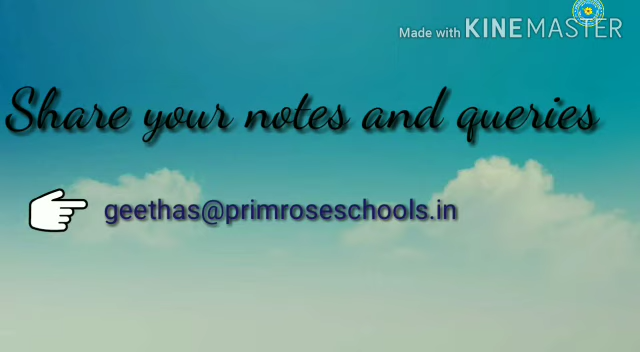 Made with KINEMASTER
Share your notes and queries
geethas@primroseschools.in